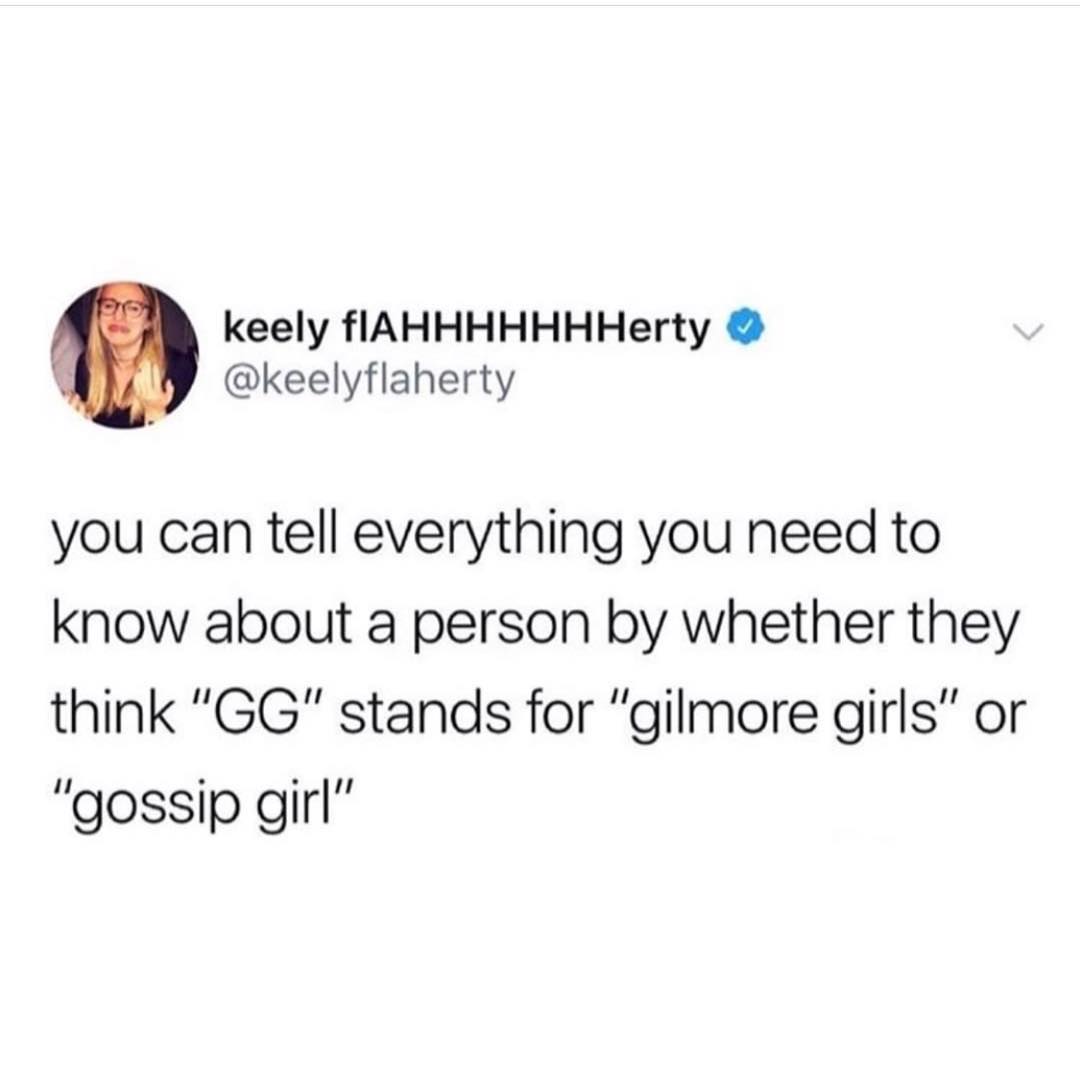 keely flAHHHHHHHerty
@keelyflaherty
you can tell everything you need to
know about a person by whether they
think "GG" stands for "gilmore girls" or
"gossip girl"